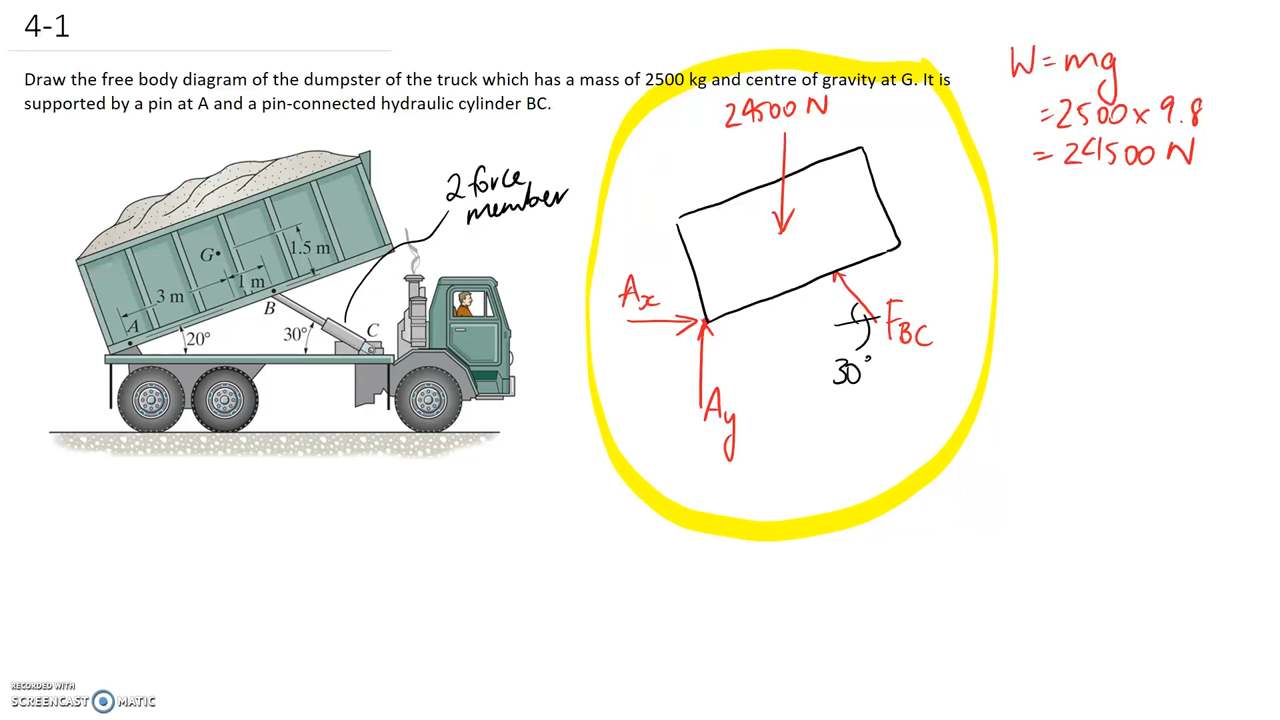 4-1
Draw the free body diagram of the dumpster of the truck which has a mass of 2500 kg and centre of gravity at G. It is
supported by a pin at A and a pin-connected hydraulic cylinder BC.
W = mg
= 2500 x 9.8
= 24500 N
24500 N
2 force
member
G
1.5 m
1 m
3 m
A
B
20°
30°
C
Ax
Ay
FBC
30°
RECORDED WITH
SCREENCAST MATIC